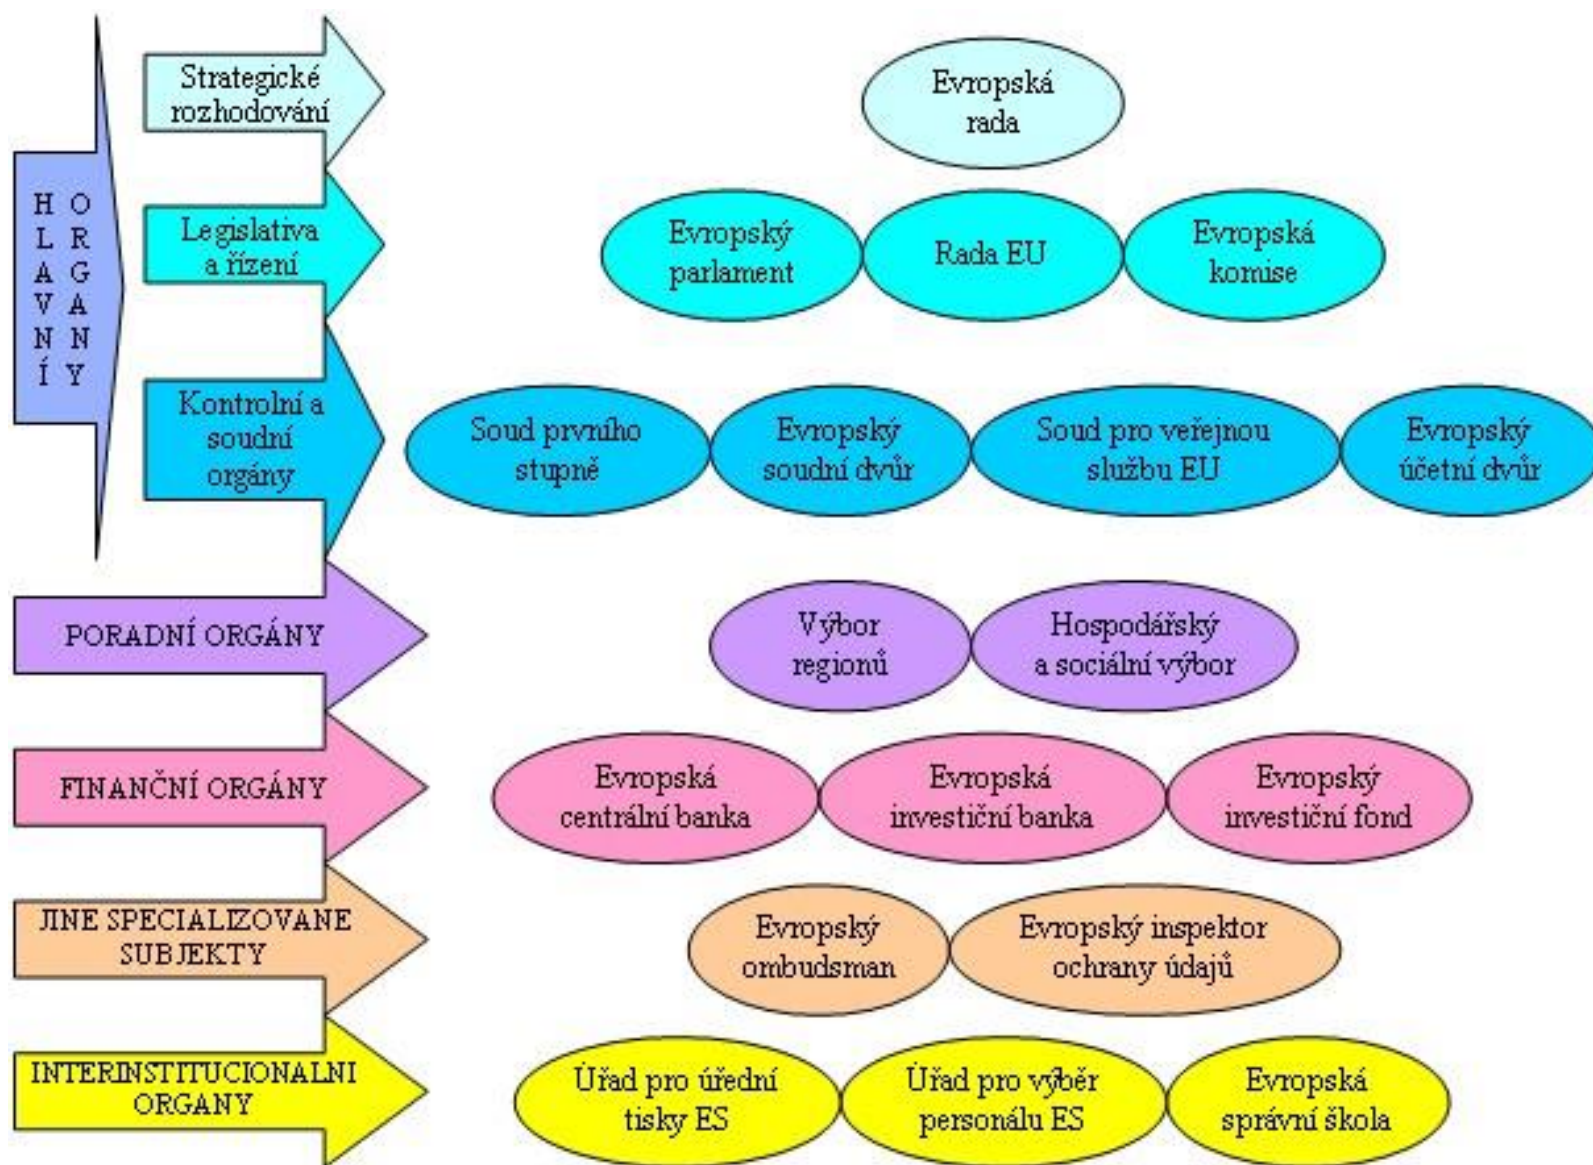 HLAVNÍ
ORGANY
Strategické
rozhodování
Evropská
rada
Legislativa
a řízení
Evropský
parlament
Rada EU
Evropská
komise
Kontrolní a
soudní
orgány
Soud prvního
stupně
Evropský
soudní dvůr
Soud pro veřejnou
službu EU
Evropský
účetní dvůr
PORADNÍ ORGÁNY
Výbor
regionů
Hospodářský
a sociální výbor
FINANČNÍ ORGÁNY
Evropská
centrální banka
Evropská
investiční banka
Evropský
investiční fond
JINE SPECIALIZOVANE
SUBJEKTY
Evropský
ombudsman
Evropský inspektor
ochrany údajů
INTERINSTITUCIONALNI
ORGANY
Úřad pro úřední
tisky ES
Úřad pro výběr
personálu ES
Evropská
správní škola